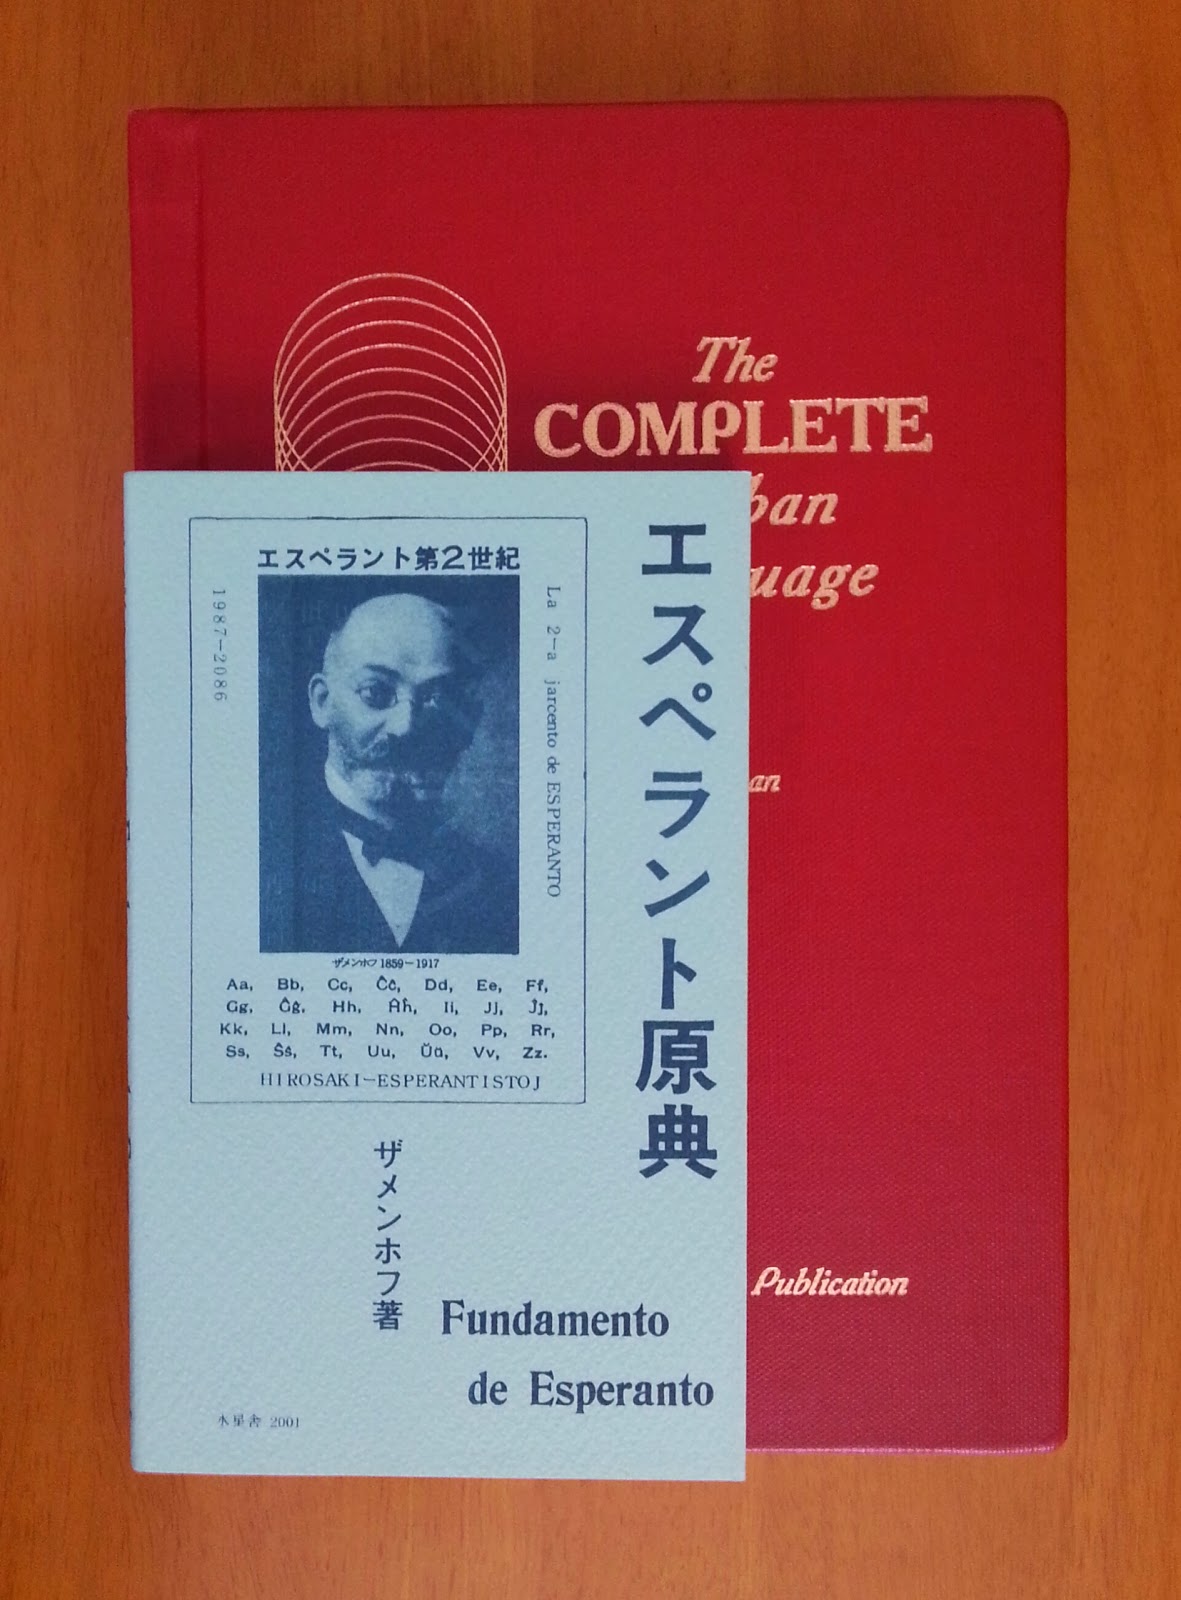 The
COMPLETE
ban
uage
an
Publication
エスペラント原典
エスペラント第2世紀
1987-2086
La 2-a jarcento de ESPERANTO
ザメンホフ 1859-1917
Aa, Bb, Cc, Ĉĉ, Dd, Ee, Ff,
Gg, Ĝĝ, Hh, Ĥĥ, Ii, Jj, Ĵĵ,
Kk, Ll, Mm, Nn, Oo, Pp, Rr,
Ss, Ŝŝ, Tt, Uu, Ŭŭ, Vv, Zz.
HIROSAKI-ESPERANTISTOJ
ザメンホフ著
Fundamento
de Esperanto
水星舎 2001